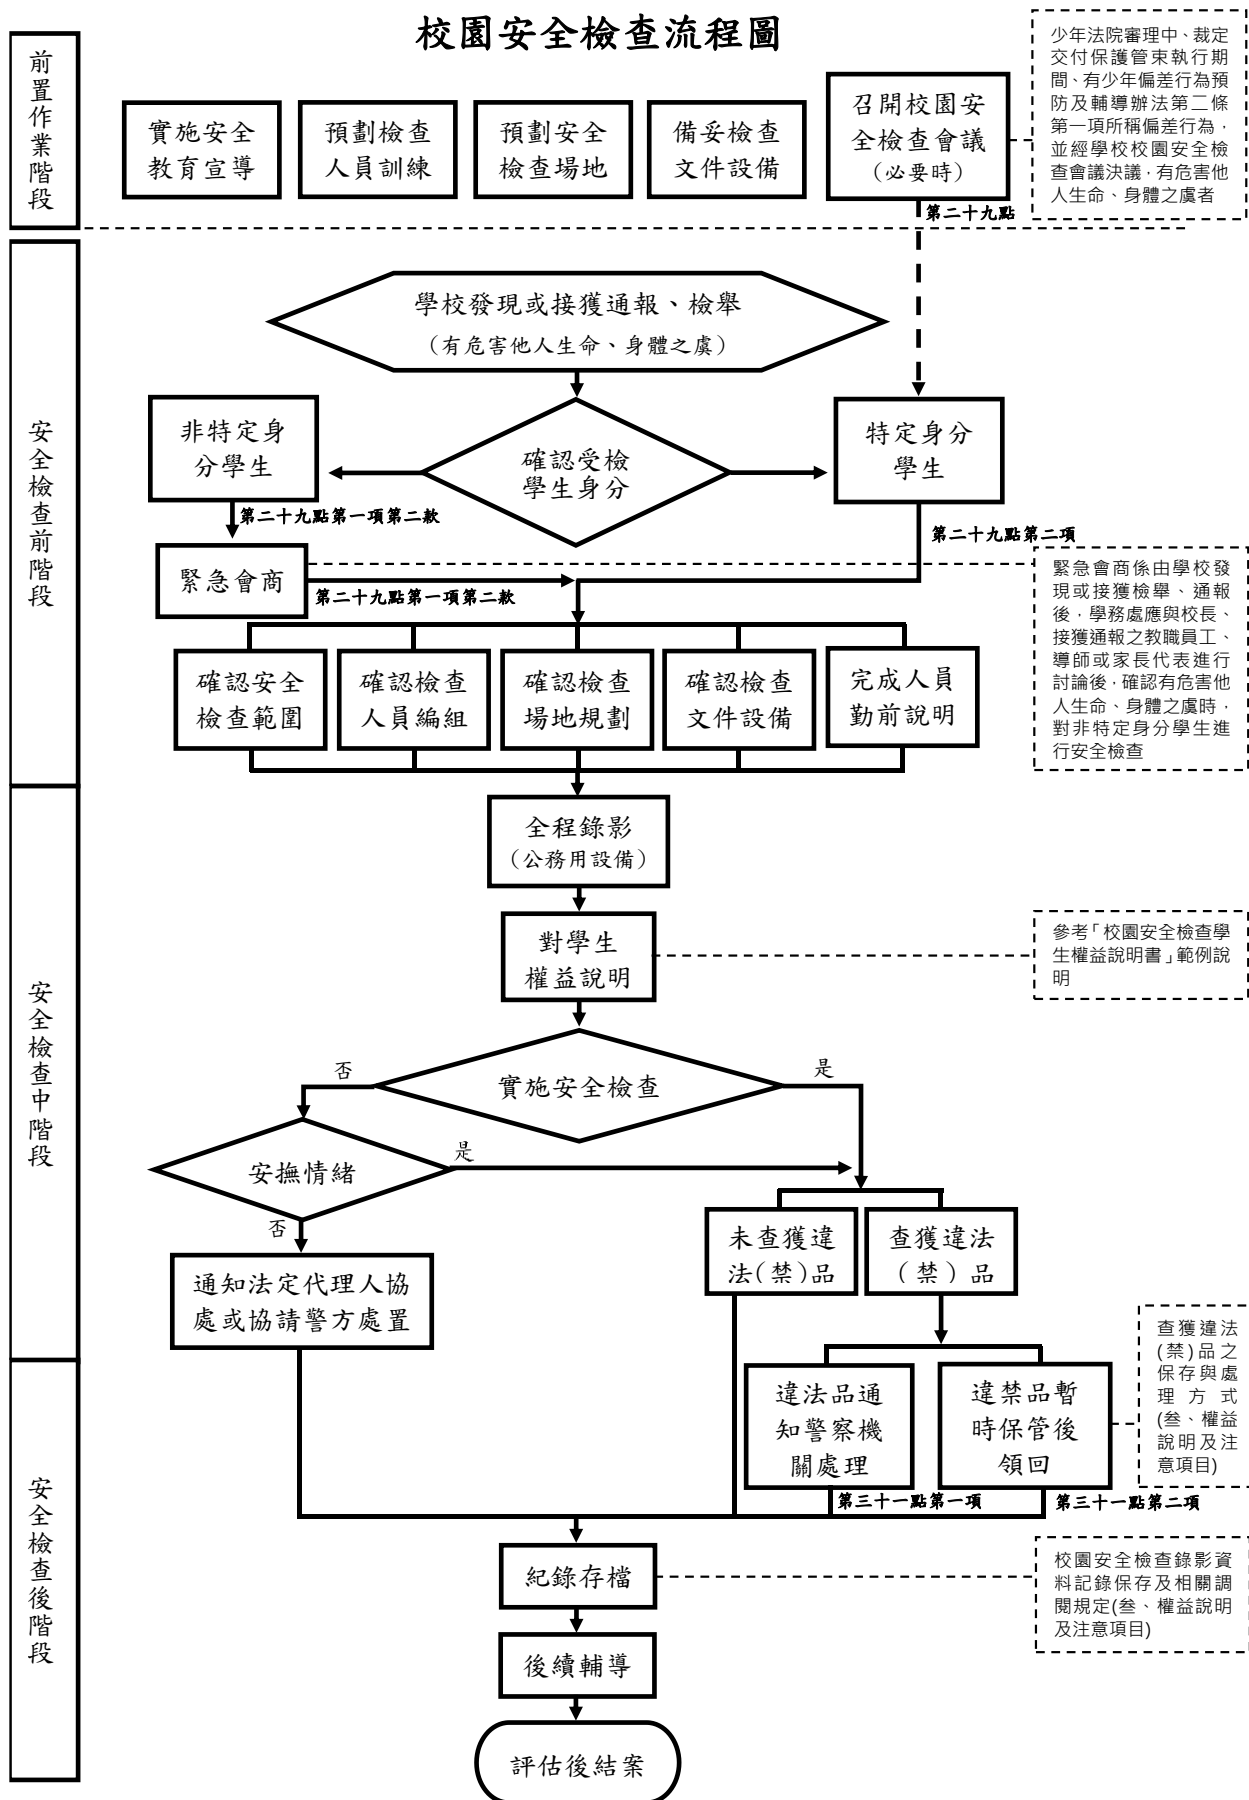 校園安全檢查流程圖
前置作業階段
實施安全
教育宣導
預劃檢查
人員訓練
預劃安全
檢查場地
備妥檢查
文件設備
召開校園安
全檢查會議
(必要時)
第二十九點
少年法院審理中、裁定
交付保護管束執行期
間、有少年偏差行為預
防及輔導辦法第二條
第一項所稱偏差行為，
並經學校校園安全檢
查會議決議，有危害他
人生命、身體之虞者
安全檢查前階段
學校發現或接獲通報、檢舉
(有危害他人生命、身體之虞)
非特定身
分學生
確認受檢
學生身分
特定身分
學生
第二十九點第一項第二款
第二十九點第二項
緊急會商
第二十九點第一項第二款
緊急會商係由學校發
現或接獲檢舉、通報
後，學務處應與校長、
接獲通報之教職員工、
導師或家長代表進行
討論後，確認有危害他
人生命、身體之虞時，
對非特定身分學生進
行安全檢查
確認安全
檢查範圍
確認檢查
人員編組
確認檢查
場地規劃
確認檢查
文件設備
完成人員
勤前說明
安全檢查中階段
全程錄影
(公務用設備)
對學生
權益說明
參考「校園安全檢查學
生權益說明書」範例說
明
實施安全檢查
否
是
安撫情緒
是
否
未查獲違
法(禁)品
查獲違法
(禁)品
通知法定代理人協
處或協請警方處置
查獲違法
(禁)品之
保存與處
理方式
(叁、權益
說明及注
意項目)
違法品通
知警察機
關處理
違禁品暫
時保管後
領回
第三十一點第一項
第三十一點第二項
安全檢查後階段
紀錄存檔
校園安全檢查錄影資
料記錄保存及相關調
閱規定(叁、權益說明
及注意項目)
後續輔導
評估後結案